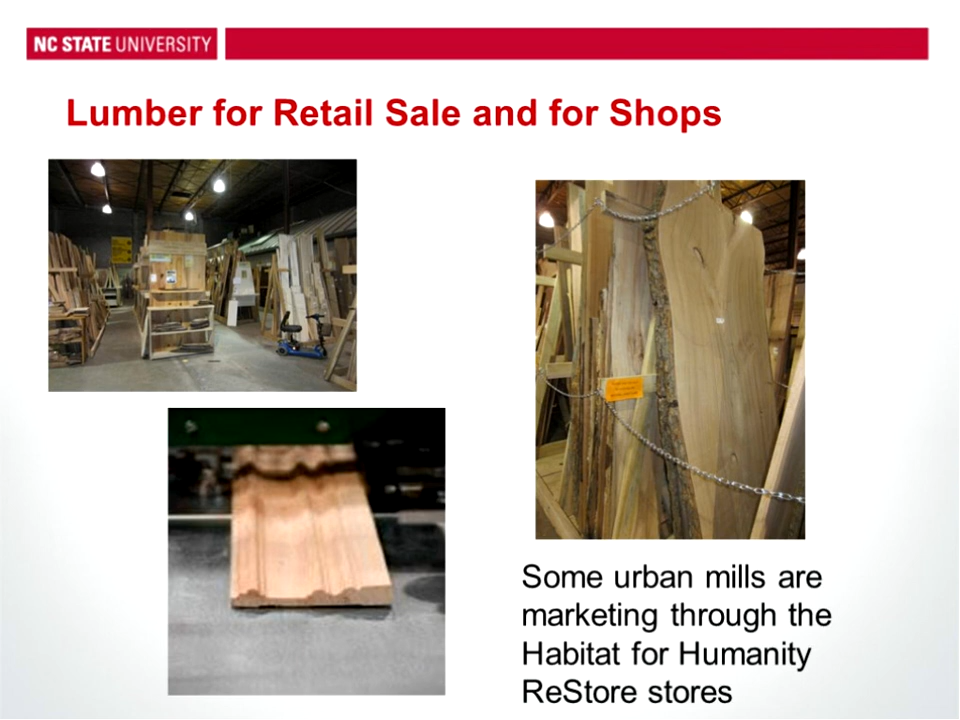 NC STATE UNIVERSITY
Lumber for Retail Sale and for Shops
Some urban mills are
marketing through the
Habitat for Humanity
ReStore stores